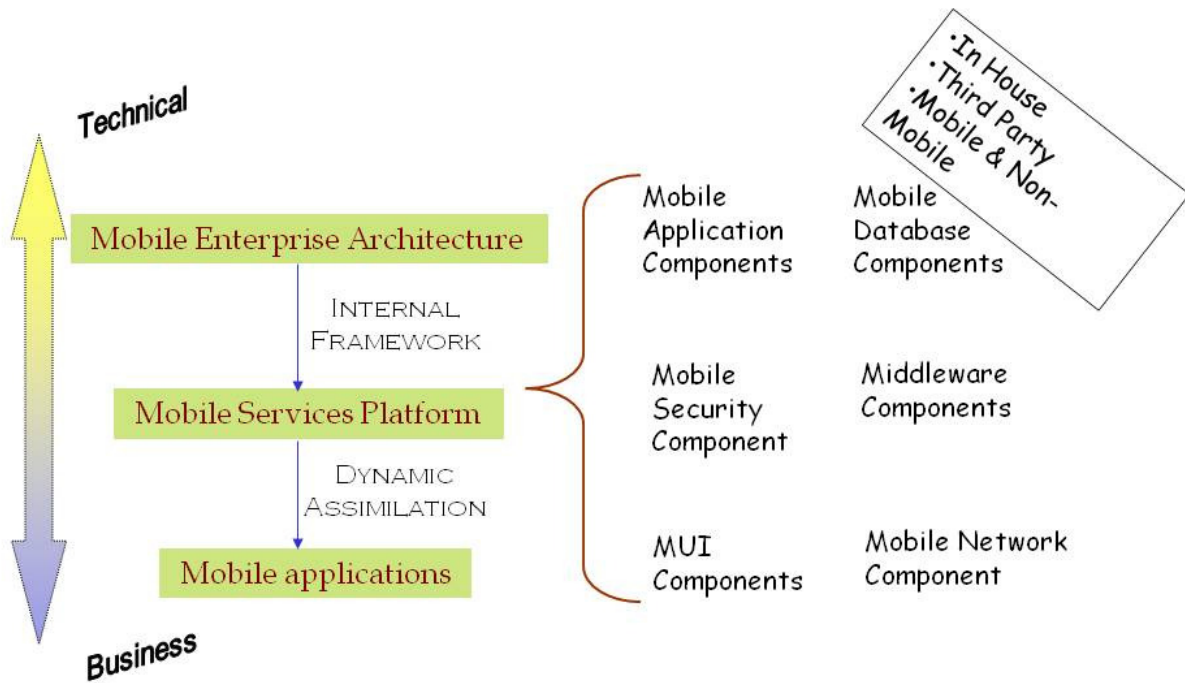 Technical
Mobile Enterprise Architecture
INTERNAL
FRAMEWORK
Mobile Services Platform
DYNAMIC
ASSIMILATION
Mobile applications
Business
Mobile
Application
Components
Mobile
Database
Components
Mobile
Security
Component
Middleware
Components
MUI
Components
Mobile Network
Component
•In House
•Third Party
•Mobile & Non-
Mobile